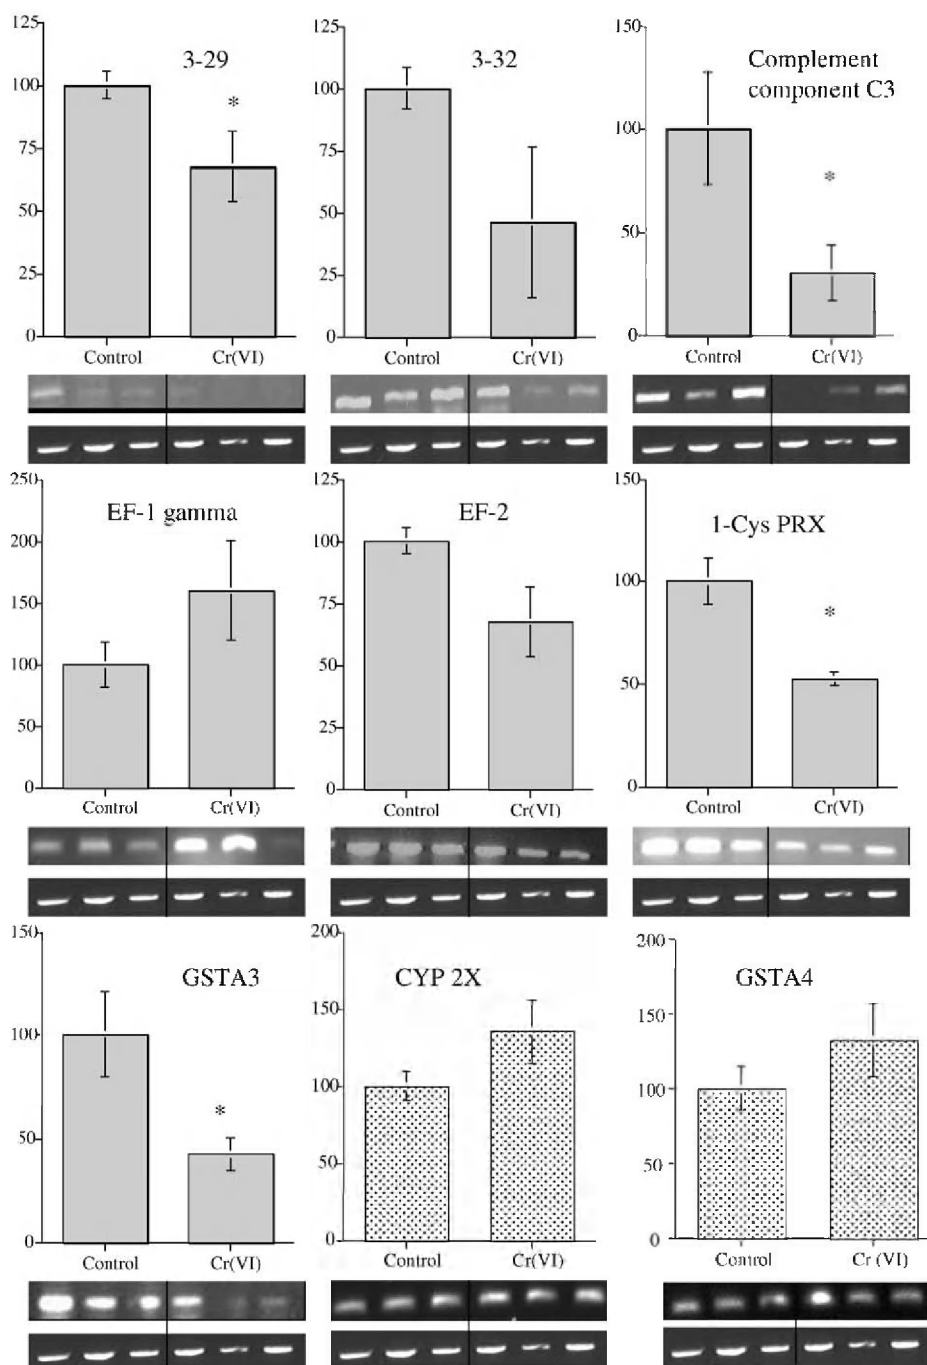 125
100
75
50
25
0
3-29
*
Control
Cr(VI)
125
100
75
50
25
0
3-32
Control
Cr(VI)
150
100
50
0
Complement
component C3
*
Control
Cr(VI)
250
200
150
100
50
0
EF-1 gamma
Control
Cr(VI)
125
100
75
50
25
0
EF-2
Control
Cr(VI)
150
100
50
0
1-Cys PRX
*
Control
Cr(VI)
150
100
50
0
GSTA3
*
Control
Cr(VI)
200
150
100
50
0
CYP 2X
Control
Cr(VI)
200
150
100
50
0
GSTA4
Control
Cr (VI)